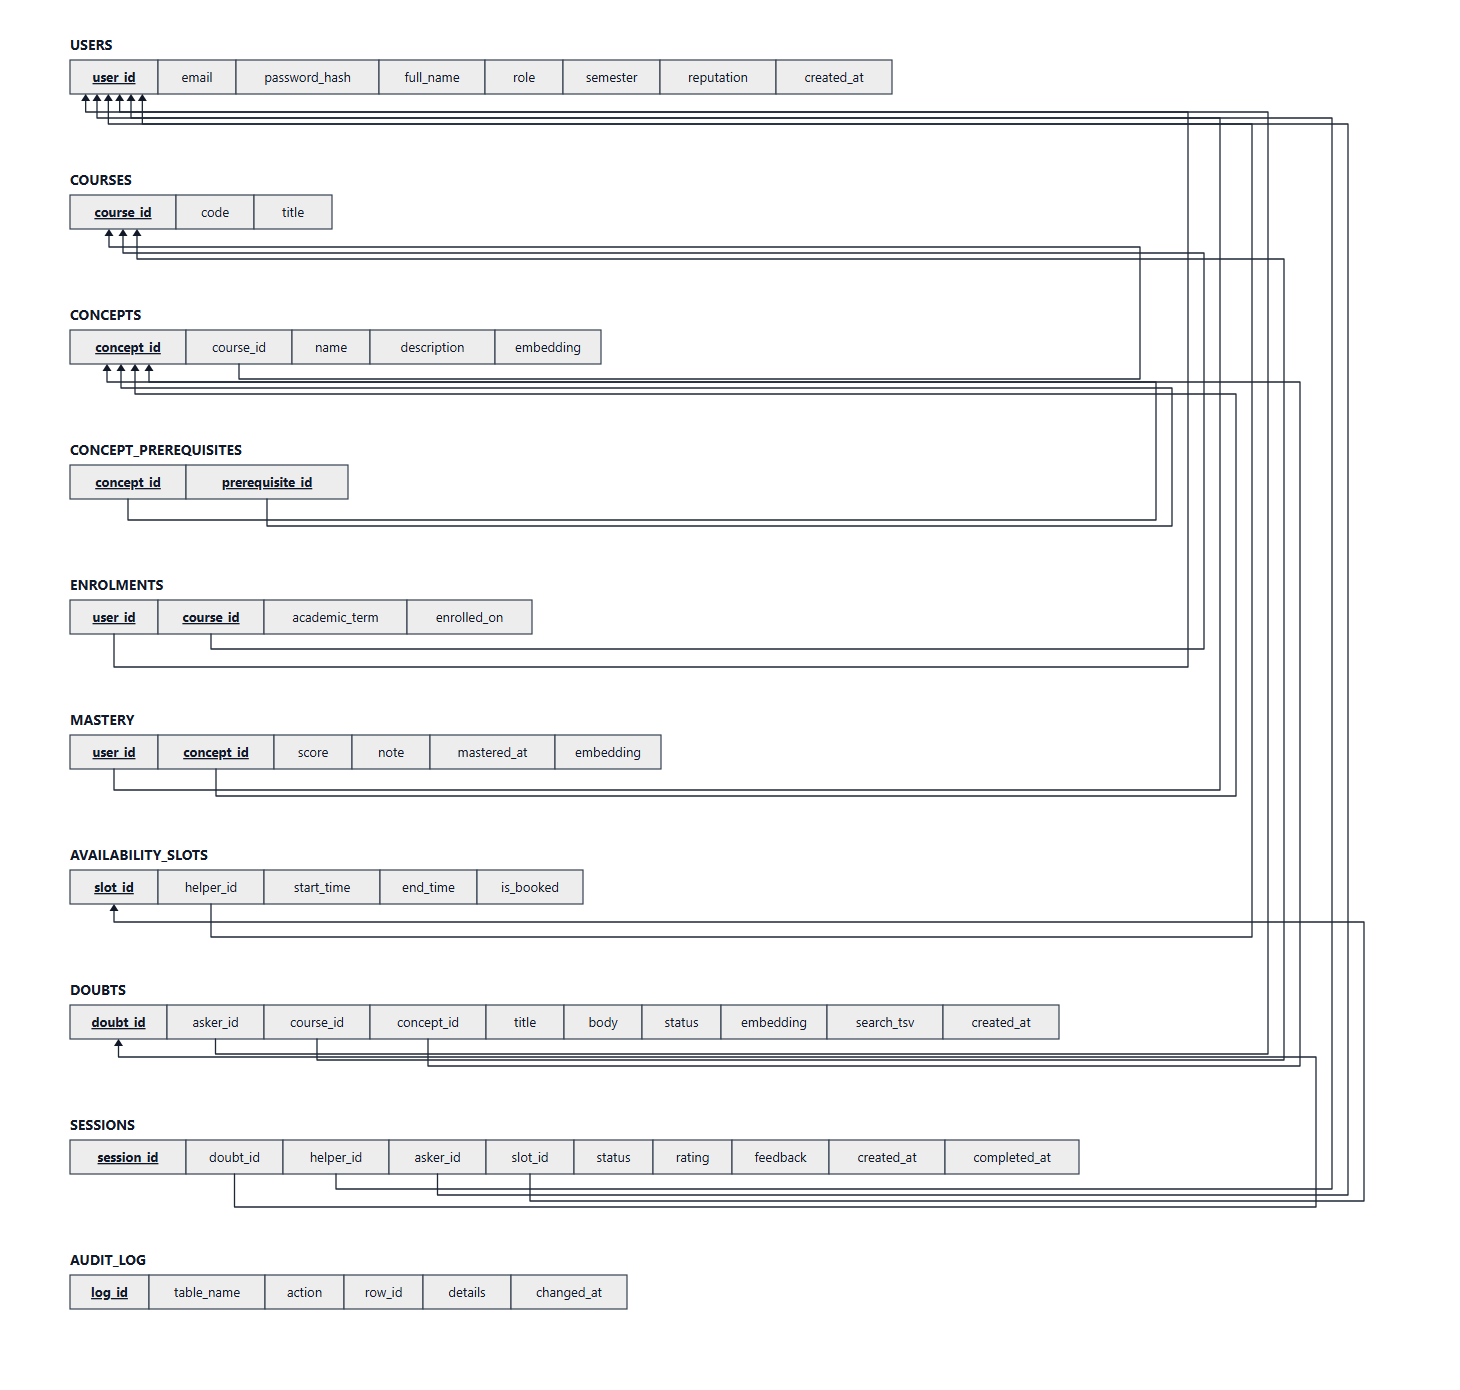 USERS
user_id email password_hash full_name role semester reputation created_at
COURSES
course_id code title
CONCEPTS
concept_id course_id name description embedding
CONCEPT_PREREQUISITES
concept_id prerequisite_id
ENROLMENTS
user_id course_id academic_term enrolled_on
MASTERY
user_id concept_id score note mastered_at embedding
AVAILABILITY_SLOTS
slot_id helper_id start_time end_time is_booked
DOUBTS
doubt_id asker_id course_id concept_id title body status embedding search_tsv created_at
SESSIONS
session_id doubt_id helper_id asker_id slot_id status rating feedback created_at completed_at
AUDIT_LOG
log_id table_name action row_id details changed_at